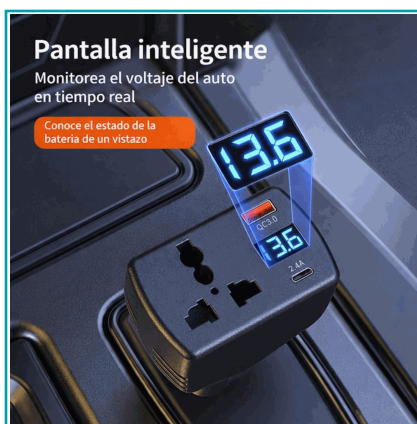 Pantalla inteligente
Monitorea el voltaje del auto
en tiempo real
Conoce el estado de la
bateria de un vistazo
13.6
QC3.0
13.6
2.4A